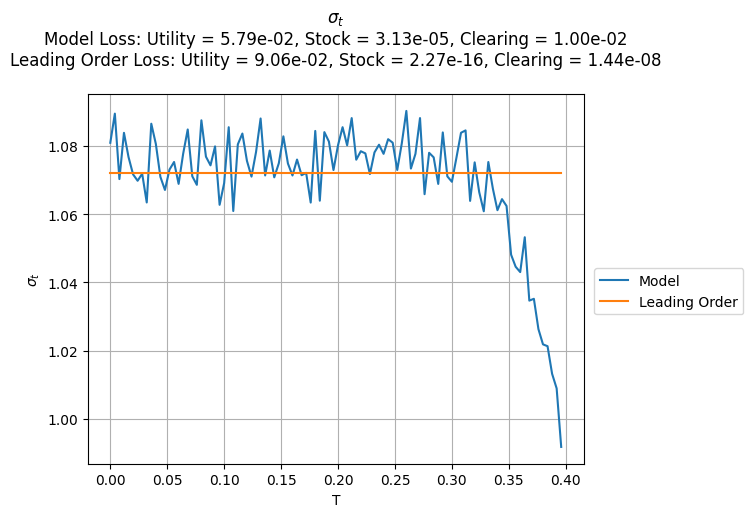 σt
Model Loss: Utility = 5.79e-02, Stock = 3.13e-05, Clearing = 1.00e-02
Leading Order Loss: Utility = 9.06e-02, Stock = 2.27e-16, Clearing = 1.44e-08
1.08
1.06
1.04
1.02
1.00
σt
0.00 0.05 0.10 0.15 0.20 0.25 0.30 0.35 0.40
T
Model
Leading Order